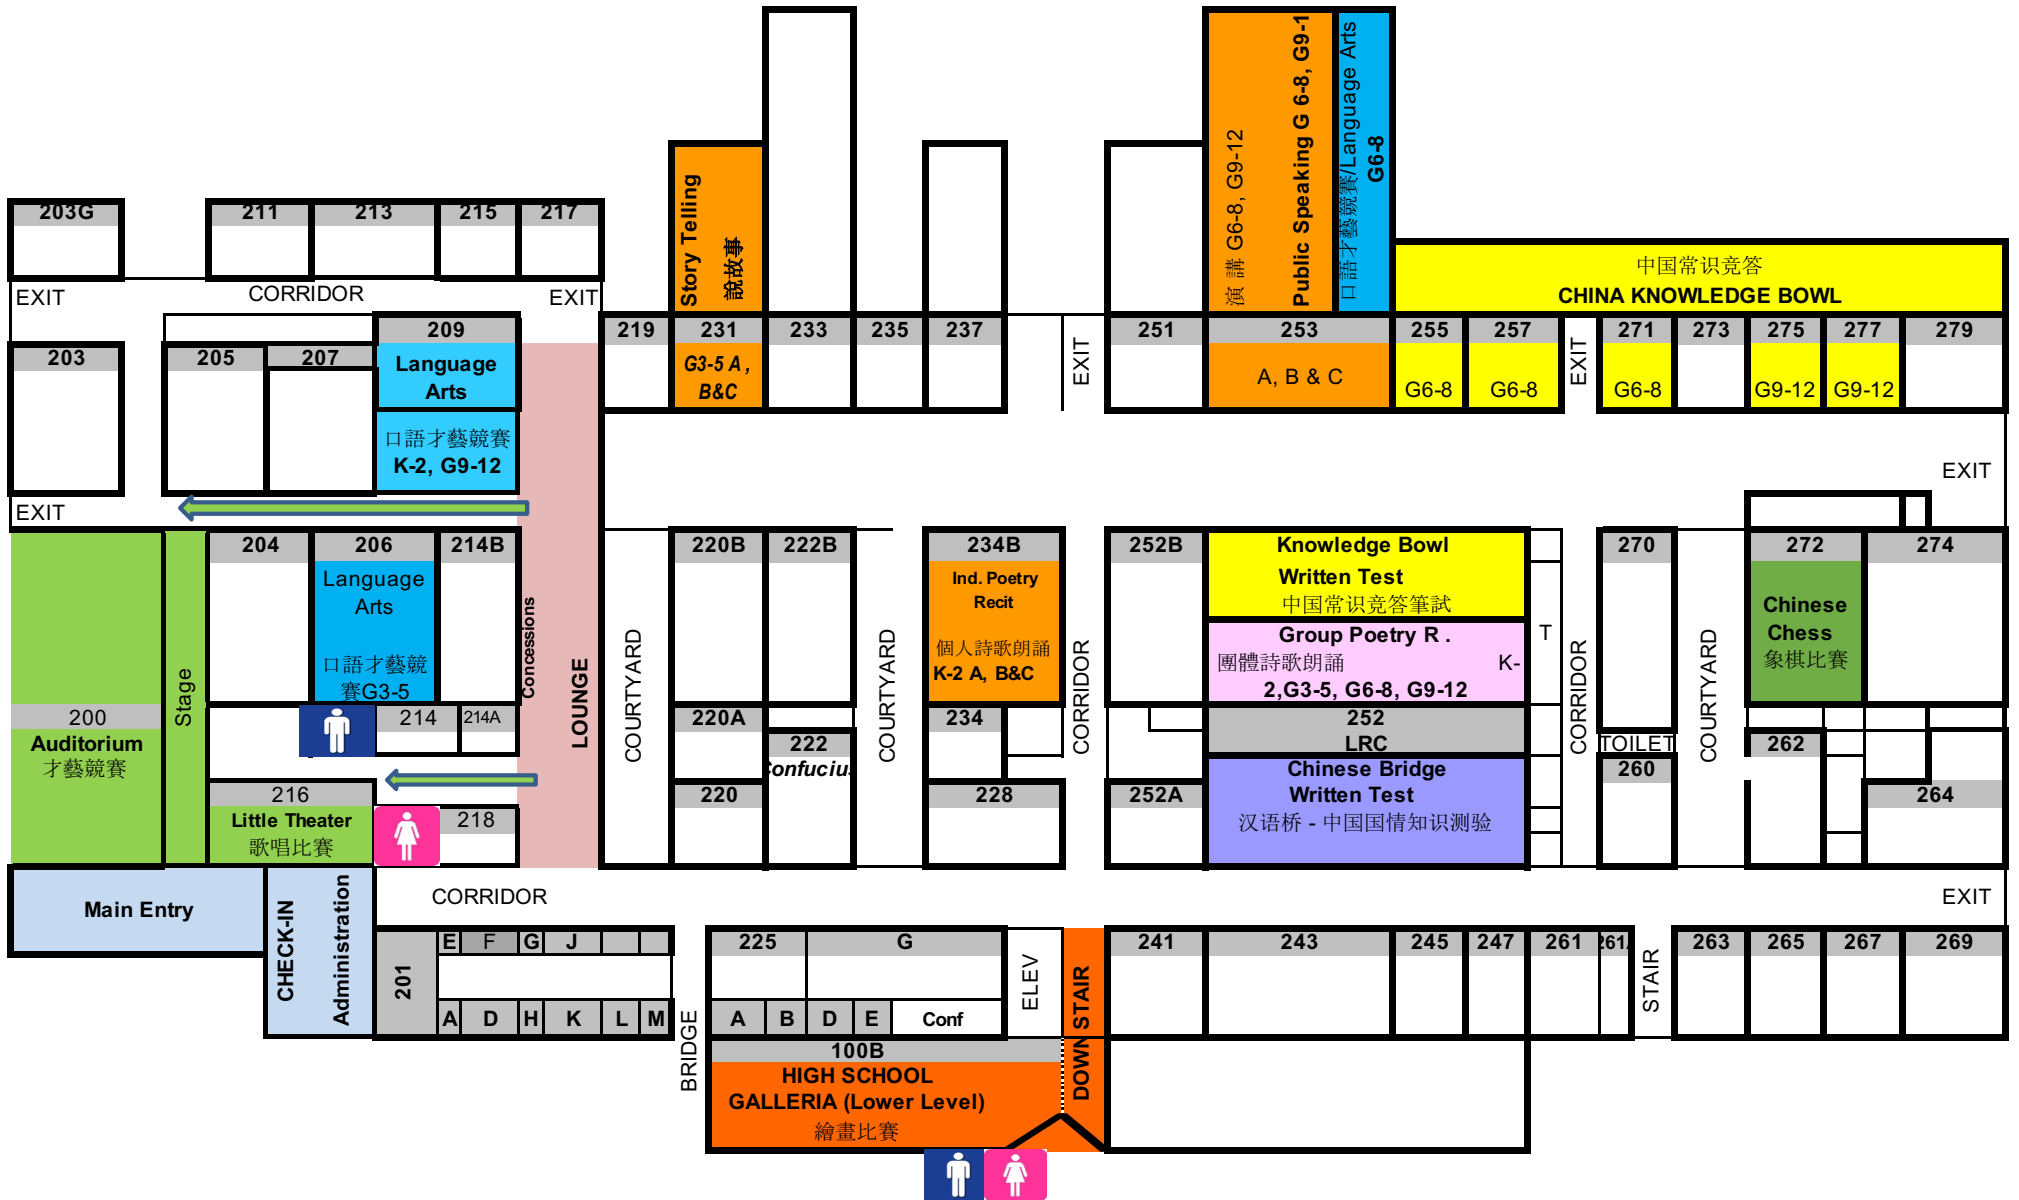 演 講 G6-8, G9-12
Public Speaking G 6-8, G9-1
口語才藝競賽/Language Arts
G6-8
Story Telling
說故事
203G
211
213
215
217
中国常识竞答
CHINA KNOWLEDGE BOWL
EXIT
CORRIDOR
EXIT
209
219
231
233
235
237
251
253
255
257
271
273
275
277
279
203
205
207
Language
Arts
G3-5 A ,
B&C
EXIT
A, B & C
G6-8
G6-8
EXIT
G6-8
G9-12
G9-12
口語才藝競賽
K-2, G9-12
EXIT
EXIT
204
206
214B
220B
222B
234B
252B
Knowledge Bowl
Written Test
中国常识竞答筆試
270
272
274
Language
Arts
口語才藝競
賽G3-5
Ind. Poetry
Recit
個人詩歌朗誦
K-2 A, B&C
Group Poetry R .
團體詩歌朗誦 K-
2,G3-5, G6-8, G9-12
T
Chinese
Chess
象棋比賽
Stage
Concessions
LOUNGE
COURTYARD
COURTYARD
CORRIDOR
CORRIDOR
COURTYARD
200
Auditorium
才藝競賽
214
214A
220A
222
Confucius
234
252
LRC
TOILET
262
216
Little Theater
歌唱比賽
218
220
228
252A
Chinese Bridge
Written Test
汉语桥 - 中国国情知识测验
260
264
Main Entry
CHECK-IN
Administration
CORRIDOR
EXIT
201
E
F
G
J
225
G
ELEV
241
243
245
247
261
261A
STAIR
263
265
267
269
A
D
H
K
L
M
BRIDGE
A
B
D
E
Conf
DOWN STAIR
100B
HIGH SCHOOL
GALLERIA (Lower Level)
繪畫比賽